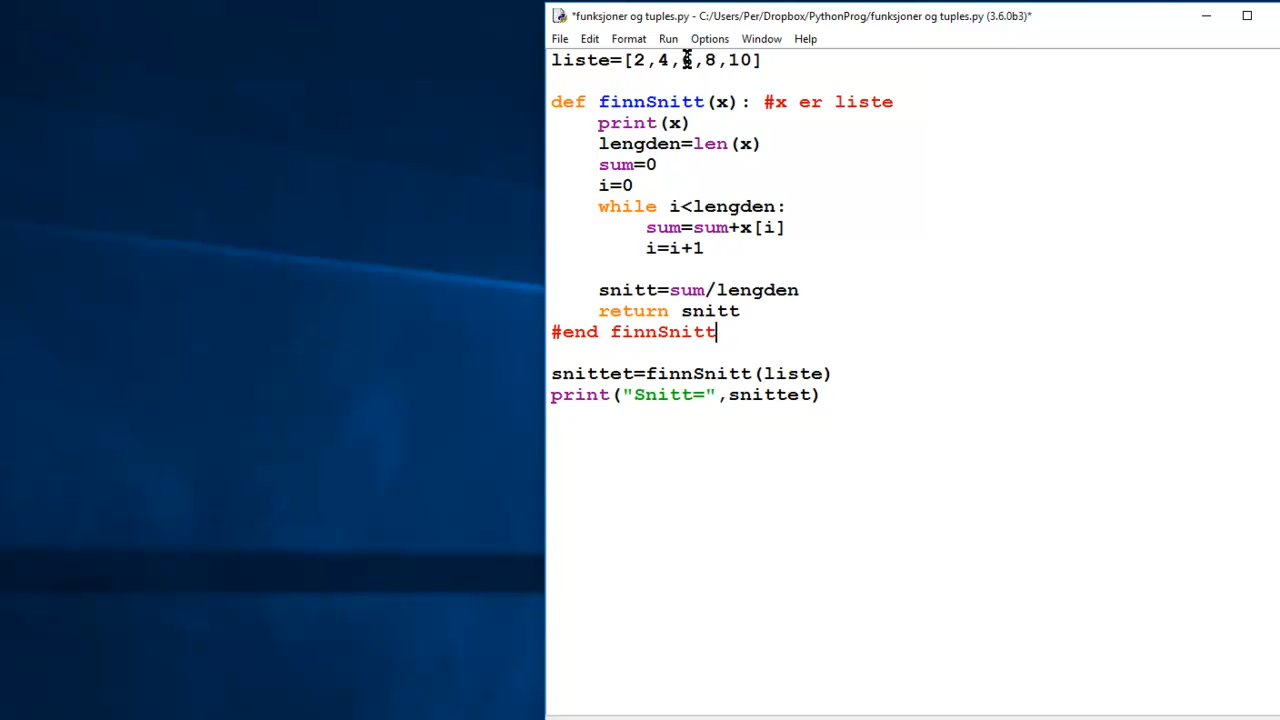 *funksjoner og tuples.py - C:/Users/Per/Dropbox/PythonProg/funksjoner og tuples.py (3.6.0b3)*
File Edit Format Run Options Window Help
liste=[2,4,6,8,10]
def finnSnitt(x): #x er liste
    print(x)
    lengden=len(x)
    sum=0
    i=0
    while i<lengden:
        sum=sum+x[i]
        i=i+1
    snitt=sum/lengden
    return snitt
#end finnSnitt
snittet=finnSnitt(liste)
print("Snitt=",snittet)